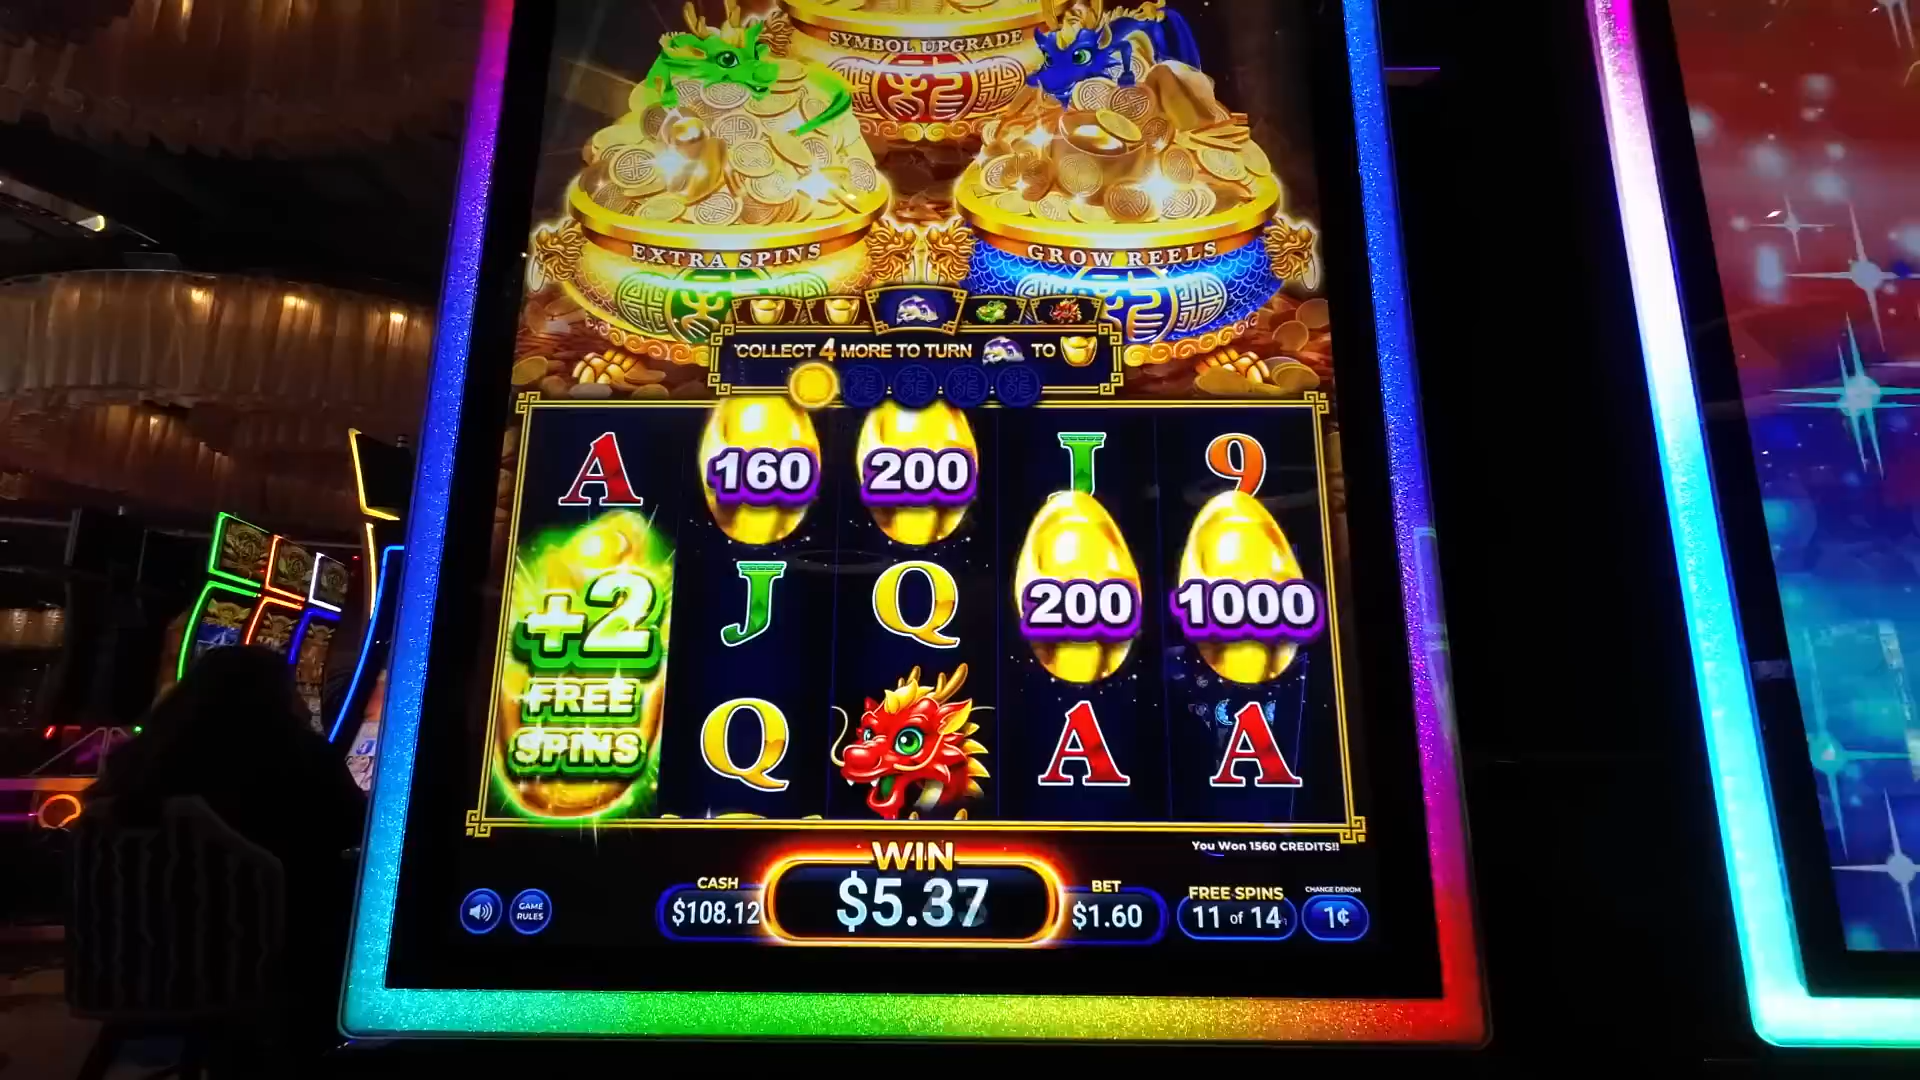 SYMBOL UPGRADE
EXTRA SPINS
GROW REELS
COLLECT 4 MORE TO TURN TO
A
160
200
J
9
+2
FREE
SPINS
J
Q
200
1000
Q
A
A
You Won 1560 CREDITS!!
WIN
$5.37
CASH
$108.12
BET
$1.60
FREE SPINS
11 of 14
CHANGE DENOM
1¢
GAME
RULES